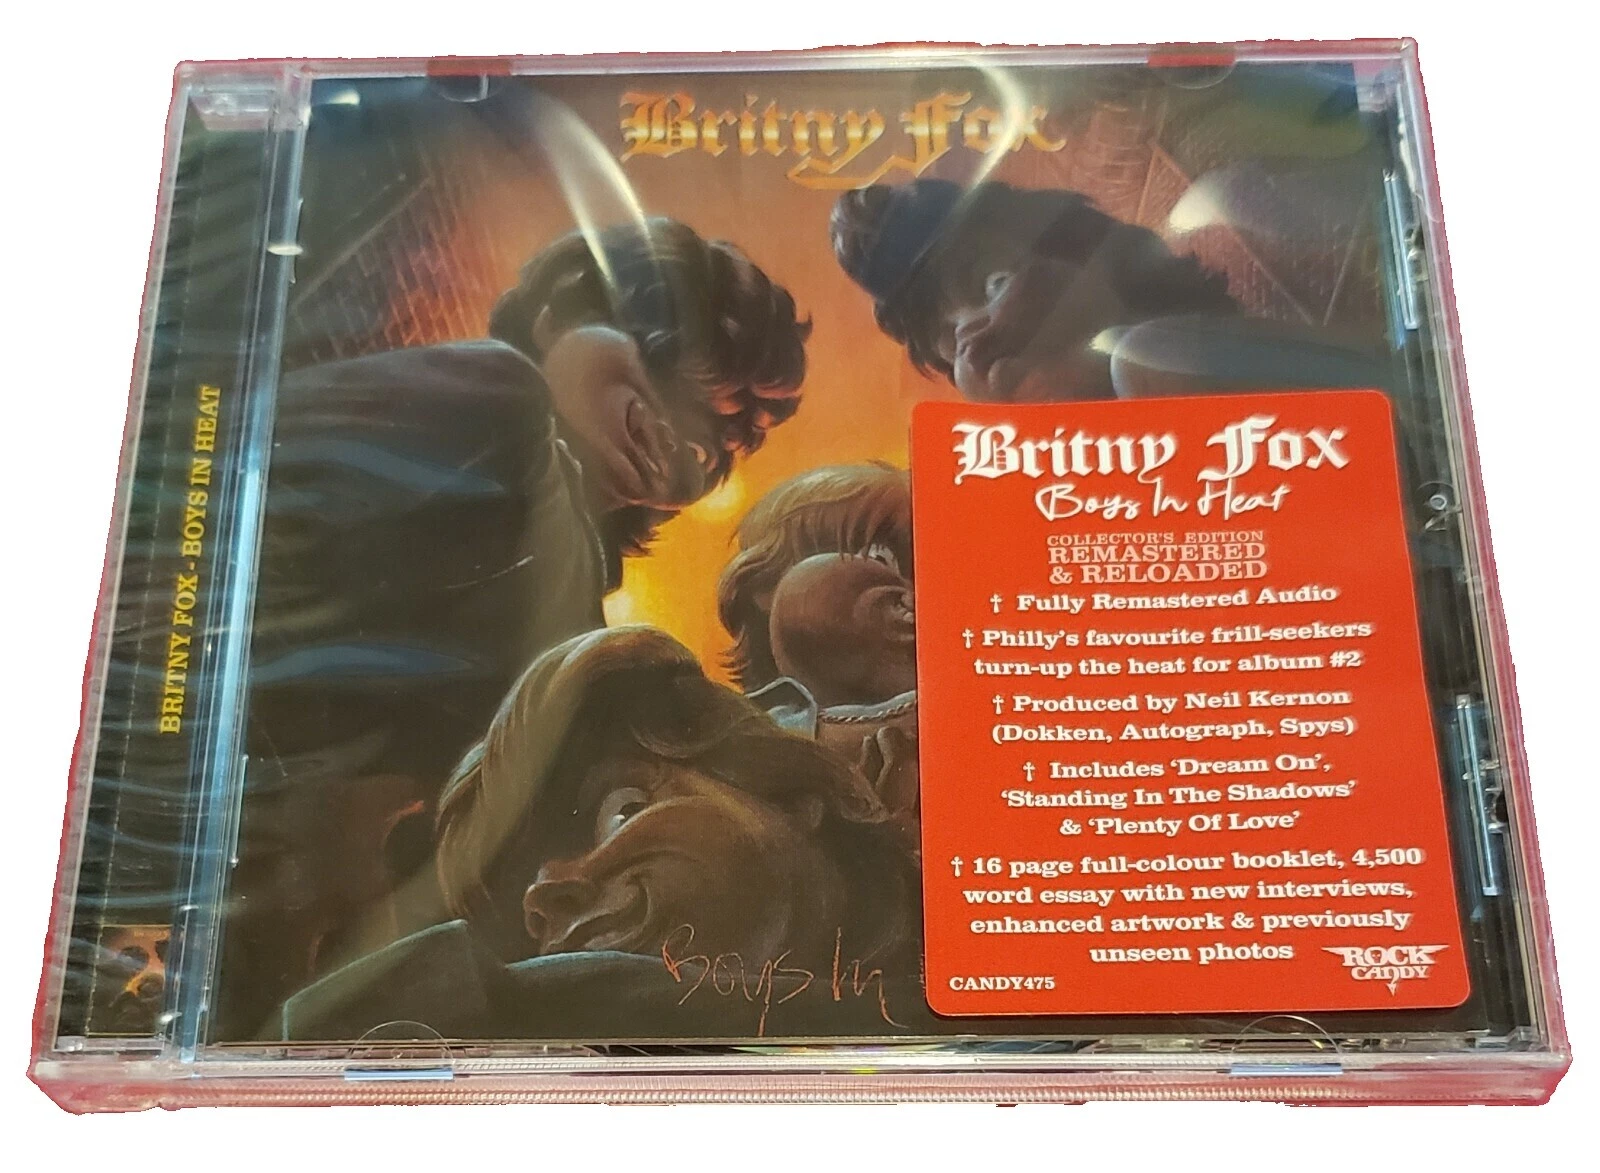 Britny Fox
BRITNY FOX - BOYS IN HEAT
Boys In
Britny Fox
Boys In Heat
COLLECTOR'S EDITION
REMASTERED
& RELOADED
† Fully Remastered Audio
† Philly's favourite frill-seekers
turn-up the heat for album #2
† Produced by Neil Kernon
(Dokken, Autograph, Spys)
† Includes 'Dream On',
'Standing In The Shadows'
& 'Plenty Of Love'
† 16 page full-colour booklet, 4,500
word essay with new interviews,
enhanced artwork & previously
unseen photos
ROCK
CANDY
CANDY475